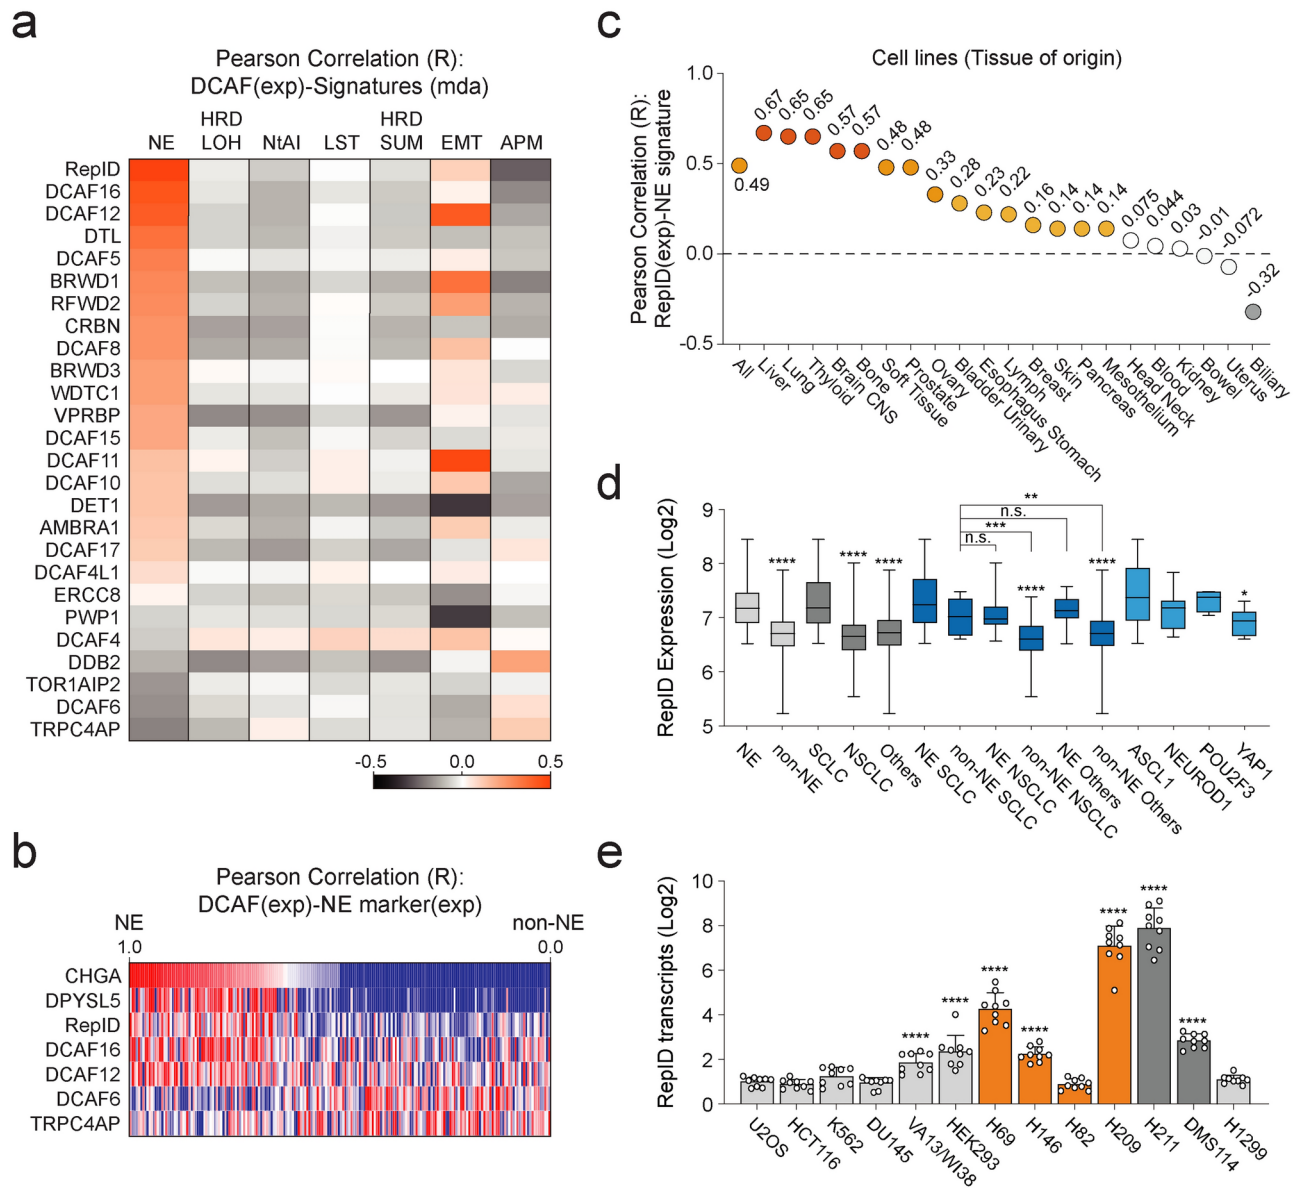 a
Pearson Correlation (R):
DCAF(exp)-Signatures (mda)
HRD HRD
NE LOH NtAI LST SUM EMT APM
RepID
DCAF16
DCAF12
DTL
DCAF5
BRWD1
RFWD2
CRBN
DCAF8
BRWD3
WDTC1
VPRBP
DCAF15
DCAF11
DCAF10
DET1
AMBRA1
DCAF17
DCAF4L1
ERCC8
PWP1
DCAF4
DDB2
TOR1AIP2
DCAF6
TRPC4AP
-0.5 0.0 0.5
b
Pearson Correlation (R):
DCAF(exp)-NE marker(exp)
NE non-NE
1.0 0.0
CHGA
DPYSL5
RepID
DCAF16
DCAF12
DCAF6
TRPC4AP
c
Cell lines (Tissue of origin)
Pearson Correlation (R):
RepID(exp)-NE signature
1.0
0.5
0.0
-0.5
0.49
0.67
0.65
0.65
0.57
0.57
0.48
0.48
0.33
0.28
0.23
0.22
0.16
0.14
0.14
0.14
0.075
0.044
0.03
-0.01
-0.072
-0.32
All
Liver
Lung
Thyloid
Brain CNS
Bone
Soft Tissue
Prostate
Ovary
Bladder Urinary
Esophagus Stomach
Lymph
Breast
Skin
Pancreas
Mesothelium
Head Neck
Blood
Kidney
Bowel
Uterus
Biliary
d
RepID Expression (Log2)
9
8
7
6
5
**
n.s.
***
n.s.
****
****
****
****
****
*
NE
non-NE
SCLC
NSCLC
Others
NE SCLC
non-NE SCLC
NE NSCLC
non-NE NSCLC
NE Others
non-NE Others
ASCL1
NEUROD1
POU2F3
YAP1
e
RepID transcripts (Log2)
10
8
6
4
2
0
****
****
****
****
****
****
****
U2OS
HCT116
K562
DU145
VA13/WI38
HEK293
H69
H146
H82
H209
H211
DMS114
H1299